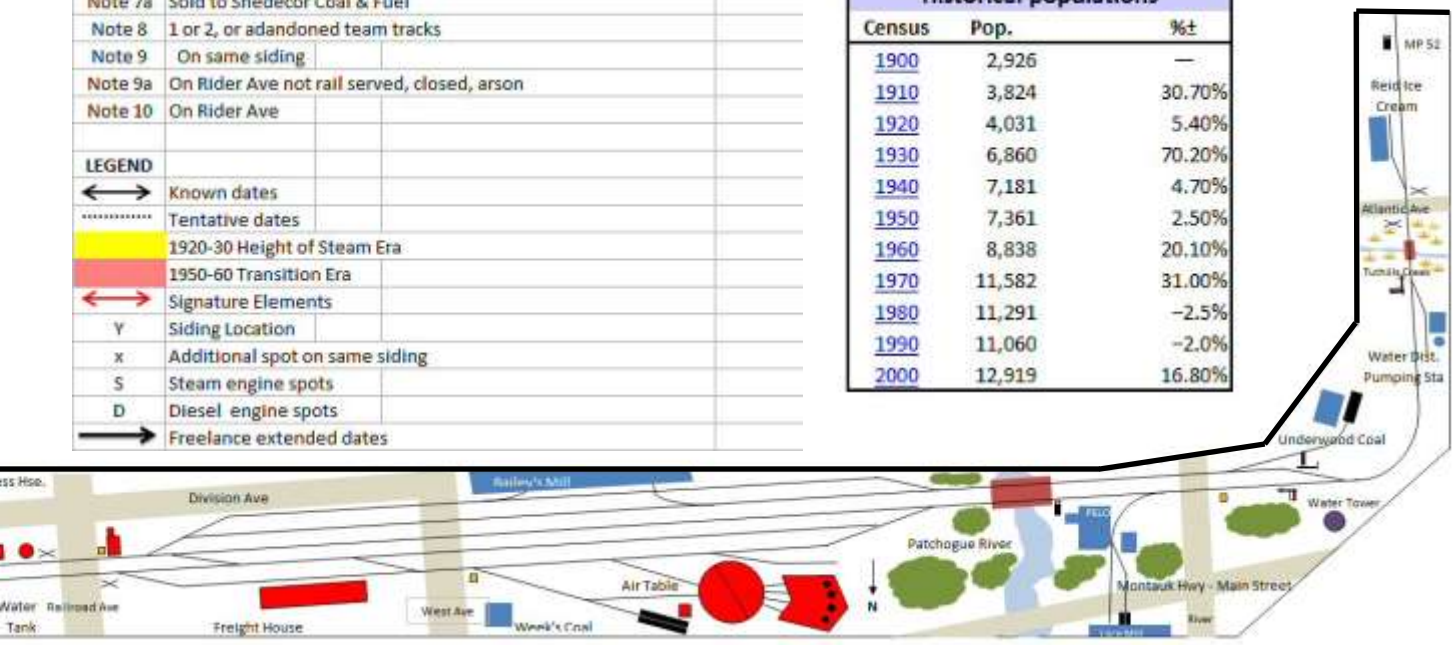 Note 7a Sold to Shedecor Coal & Fuel
Note 8 1 or 2, or adandoned team tracks
Note 9 On same siding
Note 9a On Rider Ave not rail served, closed, arson
Note 10 On Rider Ave
LEGEND
Known dates
Tentative dates
1920-30 Height of Steam Era
1950-60 Transition Era
Signature Elements
Y Siding Location
x Additional spot on same siding
S Steam engine spots
D Diesel engine spots
Freelance extended dates
Historical populations
Census Pop. %±
1900 2,926 —
1910 3,824 30.70%
1920 4,031 5.40%
1930 6,860 70.20%
1940 7,181 4.70%
1950 7,361 2.50%
1960 8,838 20.10%
1970 11,582 31.00%
1980 11,291 −2.5%
1990 11,060 −2.0%
2000 12,919 16.80%
MP 52
Reid Ice
Cream
Atlantic Ave
Tuthills Creek
Water Dist.
Pumping Sta
Underwood Coal
Water Tower
ess Hse.
Division Ave
Bailey's Mill
Patchogue River
PELCO
Montauk Hwy - Main Street
River
Lace Mill
N
Air Table
West Ave
Week's Coal
Freight House
Railroad Ave
Water
Tank